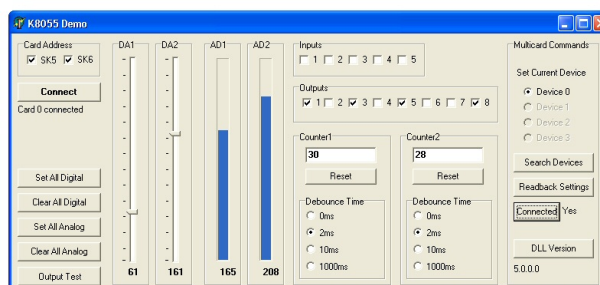 K8055 Demo
Card Address
SK5 SK6
Connect
Card 0 connected
Set All Digital
Clear All Digital
Set All Analog
Clear All Analog
Output Test
DA1
61
DA2
161
AD1
165
AD2
208
Inputs
1 2 3 4 5
Outputs
1 2 3 4 5 6 7 8
Counter1
30
Reset
Debounce Time
0ms
2ms
10ms
1000ms
Counter2
28
Reset
Debounce Time
0ms
2ms
10ms
1000ms
Multicard Commands
Set Current Device
Device 0
Device 1
Device 2
Device 3
Search Devices
Readback Settings
Connected Yes
DLL Version
5.0.0.0